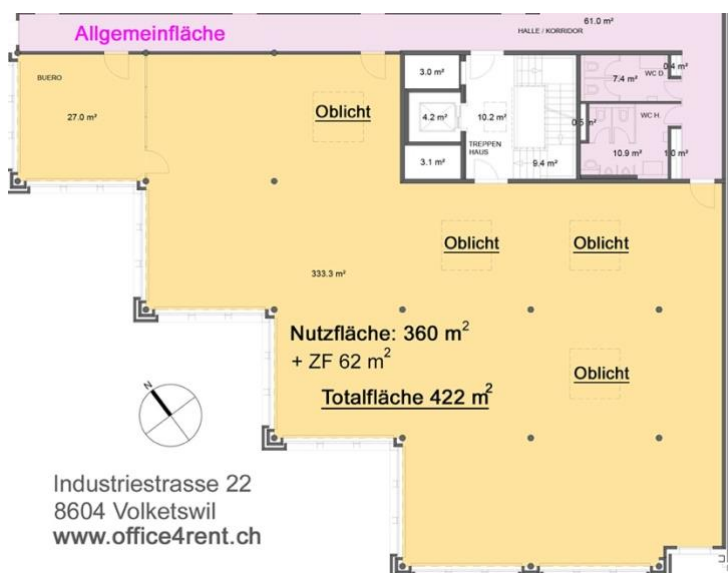 61.0 m²
HALLE / KORRIDOR
Allgemeinfläche
BUERO
27.0 m²
Oblicht
3.0 m²
4.2 m²
10.2 m²
TREPPEN
HAUS
3.1 m²
9.4 m²
0.4 m²
WC D.
7.4 m²
0.5 m²
WC H.
10.9 m²
1.0 m²
Oblicht
Oblicht
333.3 m²
Nutzfläche: 360 m²
+ ZF 62 m²
Totalfläche 422 m²
Oblicht
N
Industriestrasse 22
8604 Volketswil
www.office4rent.ch